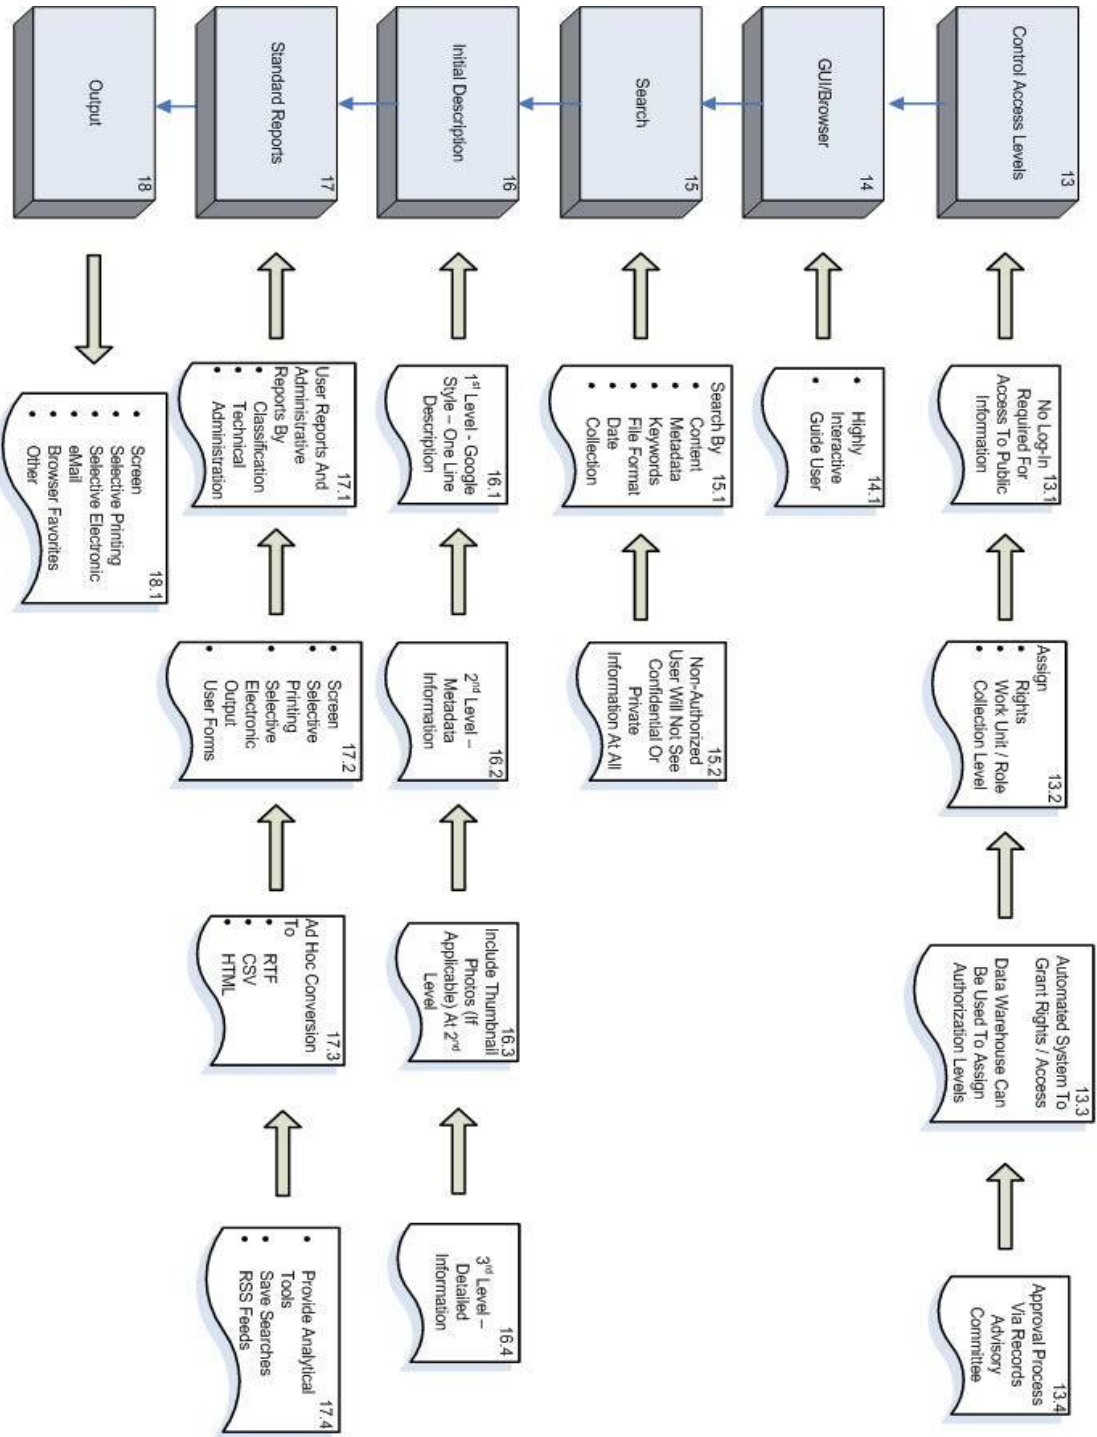 13
Control Access Levels
13.1
No Log-In
Required For
Access To Public
Information
13.2
Assign
• Rights
• Work Unit / Role
• Collection Level
13.3
Automated System To
Grant Rights / Access
Data Warehouse Can
Be Used To Assign
Authorization Levels
13.4
Approval Process
Via Records
Advisory
Committee
14
GUI/Browser
14.1
• Highly
Interactive
• Guide User
15
Search
15.1
Search By
• Content
• Metadata
• Keywords
• File Format
• Date
• Collection
15.2
Non-Authorized
User Will Not See
Confidential Or
Private
Information At All
16
Initial Description
16.1
1st Level - Google
Style – One Line
Description
16.2
2nd Level –
Metadata
Information
16.3
Include Thumbnail
Photos (If
Applicable) At 2nd
Level
16.4
3rd Level –
Detailed
Information
17
Standard Reports
17.1
User Reports And
Administrative
Reports By
• Classification
• Technical
• Administration
17.2
• Screen
• Selective
Printing
• Selective
Electronic
Output
• User Forms
17.3
Ad Hoc Conversion
To
• RTF
• CSV
• HTML
17.4
• Provide Analytical
Tools
• Save Searches
• RSS Feeds
18
Output
18.1
• Screen
• Selective Printing
• Selective Electronic
• eMail
• Browser Favorites
• Other